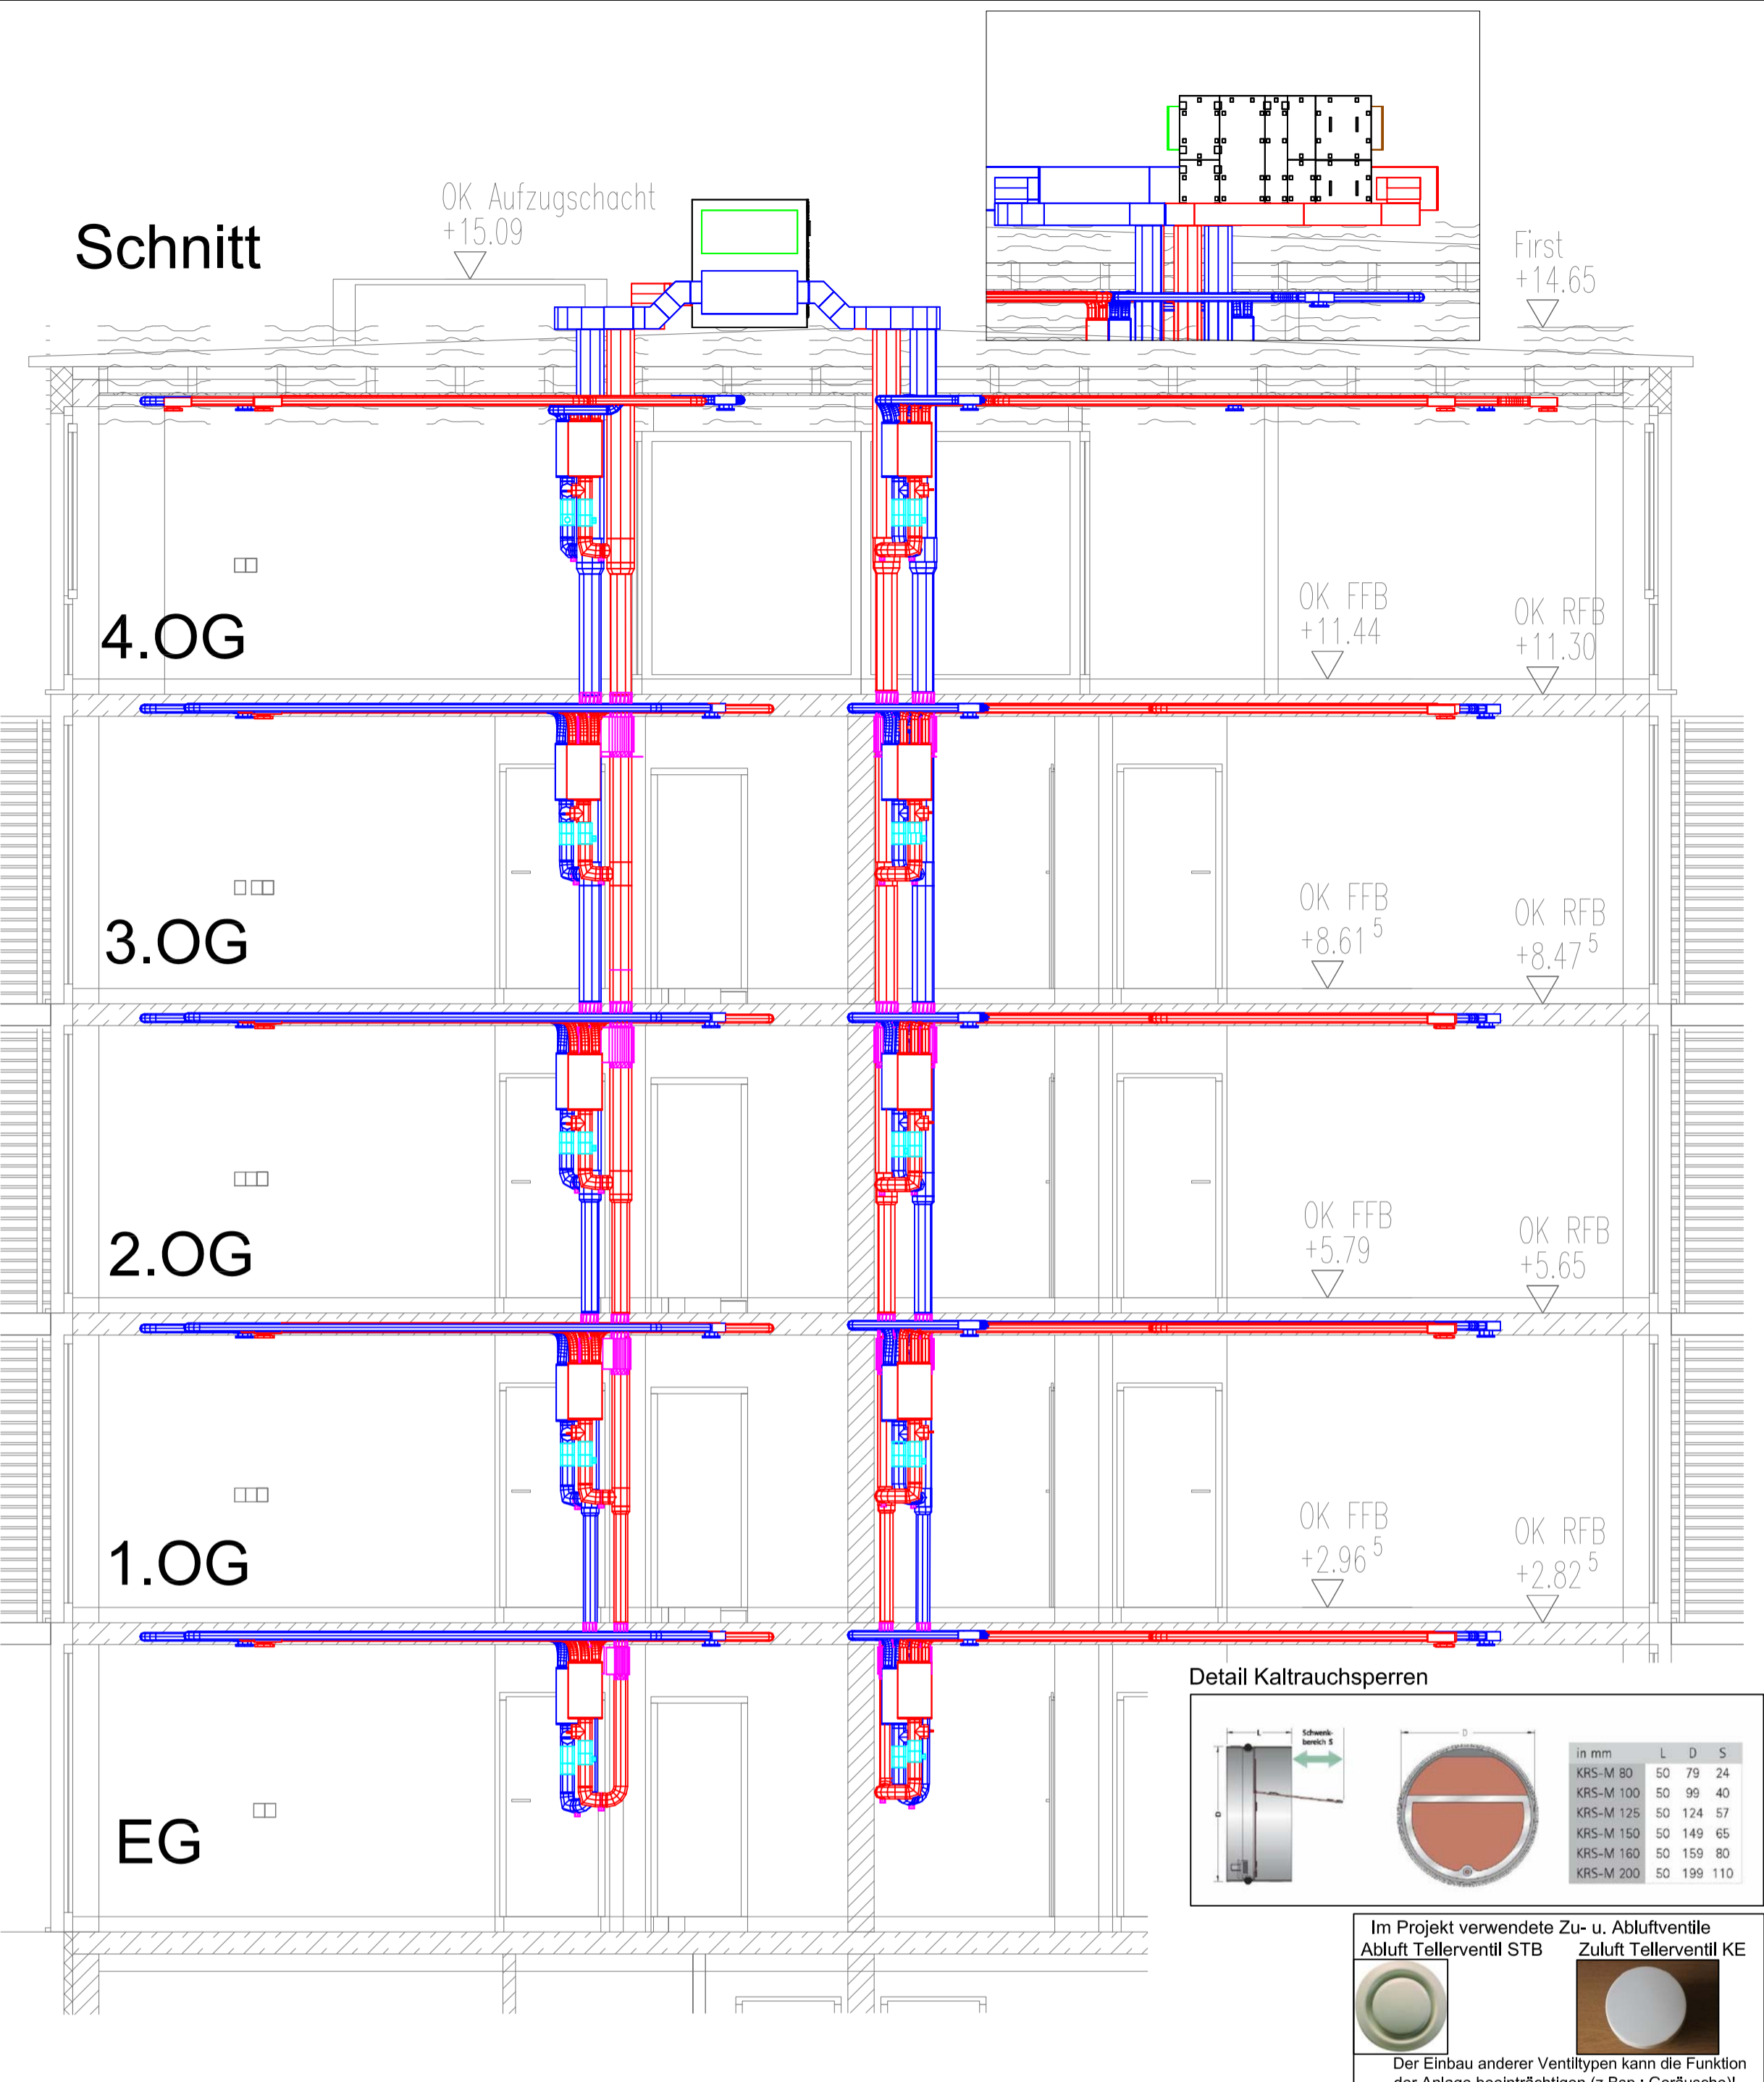 Schnitt
OK Aufzugschacht
+15.09
First
+14.65
4.OG
OK FFB
+11.44
OK RFB
+11.30
3.OG
OK FFB
+8.61 5
OK RFB
+8.47 5
2.OG
OK FFB
+5.79
OK RFB
+5.65
1.OG
OK FFB
+2.96 5
OK RFB
+2.82 5
EG
Detail Kaltrauchsperren
L
Schwenk-
bereich S
D
D
in mm L D S
KRS-M 80 50 79 24
KRS-M 100 50 99 40
KRS-M 125 50 124 57
KRS-M 150 50 149 65
KRS-M 160 50 159 80
KRS-M 200 50 199 110
Im Projekt verwendete Zu- u. Abluftventile
Abluft Tellerventil STB
Zuluft Tellerventil KE
Der Einbau anderer Ventiltypen kann die Funktion
der Anlage beeinträchtigen (z.Bsp.: Geräusche)!